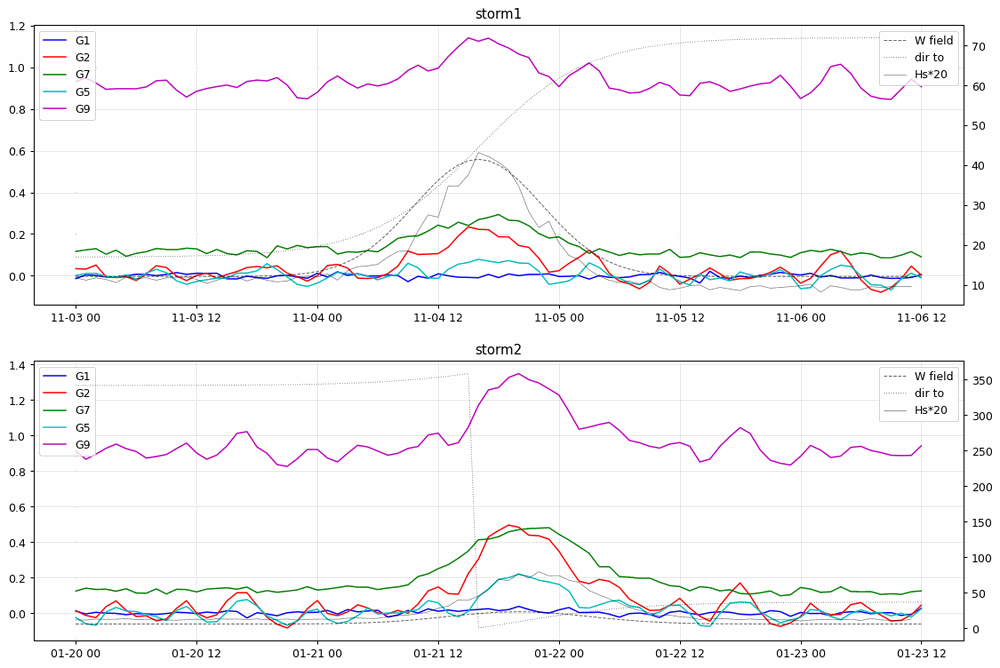 storm1
1.2
1.0
0.8
0.6
0.4
0.2
0.0
G1
G2
G7
G5
G9
W field
dir to
Hs*20
70
60
50
40
30
20
10
11-03 00
11-03 12
11-04 00
11-04 12
11-05 00
11-05 12
11-06 00
11-06 12
storm2
1.4
1.2
1.0
0.8
0.6
0.4
0.2
0.0
G1
G2
G7
G5
G9
W field
dir to
Hs*20
350
300
250
200
150
100
50
0
01-20 00
01-20 12
01-21 00
01-21 12
01-22 00
01-22 12
01-23 00
01-23 12